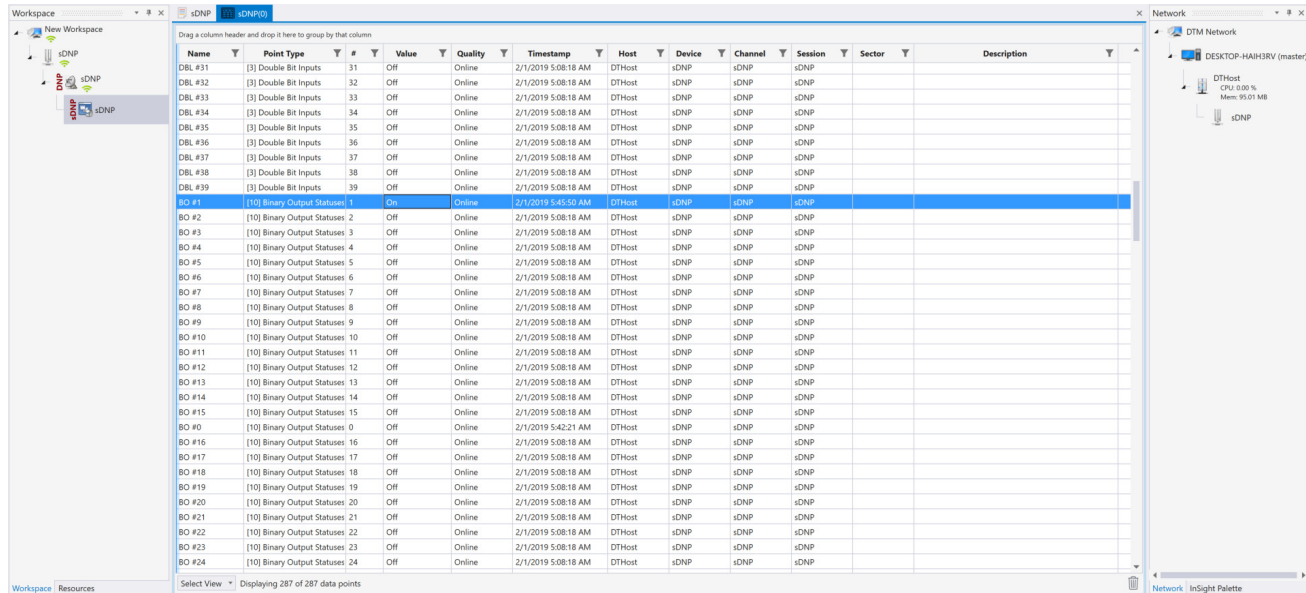 Workspace
New Workspace
sDNP
DNP sDNP
sDNP sDNP
Workspace Resources
sDNP sDNP(0)
Drag a column header and drop it here to group by that column
Name Point Type # Value Quality Timestamp Host Device Channel Session Sector Description
DBL #31 [3] Double Bit Inputs 31 Off Online 2/1/2019 5:08:18 AM DTHost sDNP sDNP sDNP
DBL #32 [3] Double Bit Inputs 32 Off Online 2/1/2019 5:08:18 AM DTHost sDNP sDNP sDNP
DBL #33 [3] Double Bit Inputs 33 Off Online 2/1/2019 5:08:18 AM DTHost sDNP sDNP sDNP
DBL #34 [3] Double Bit Inputs 34 Off Online 2/1/2019 5:08:18 AM DTHost sDNP sDNP sDNP
DBL #35 [3] Double Bit Inputs 35 Off Online 2/1/2019 5:08:18 AM DTHost sDNP sDNP sDNP
DBL #36 [3] Double Bit Inputs 36 Off Online 2/1/2019 5:08:18 AM DTHost sDNP sDNP sDNP
DBL #37 [3] Double Bit Inputs 37 Off Online 2/1/2019 5:08:18 AM DTHost sDNP sDNP sDNP
DBL #38 [3] Double Bit Inputs 38 Off Online 2/1/2019 5:08:18 AM DTHost sDNP sDNP sDNP
DBL #39 [3] Double Bit Inputs 39 Off Online 2/1/2019 5:08:18 AM DTHost sDNP sDNP sDNP
BO #1 [10] Binary Output Statuses 1 On Online 2/1/2019 5:45:50 AM DTHost sDNP sDNP sDNP
BO #2 [10] Binary Output Statuses 2 Off Online 2/1/2019 5:08:18 AM DTHost sDNP sDNP sDNP
BO #3 [10] Binary Output Statuses 3 Off Online 2/1/2019 5:08:18 AM DTHost sDNP sDNP sDNP
BO #4 [10] Binary Output Statuses 4 Off Online 2/1/2019 5:08:18 AM DTHost sDNP sDNP sDNP
BO #5 [10] Binary Output Statuses 5 Off Online 2/1/2019 5:08:18 AM DTHost sDNP sDNP sDNP
BO #6 [10] Binary Output Statuses 6 Off Online 2/1/2019 5:08:18 AM DTHost sDNP sDNP sDNP
BO #7 [10] Binary Output Statuses 7 Off Online 2/1/2019 5:08:18 AM DTHost sDNP sDNP sDNP
BO #8 [10] Binary Output Statuses 8 Off Online 2/1/2019 5:08:18 AM DTHost sDNP sDNP sDNP
BO #9 [10] Binary Output Statuses 9 Off Online 2/1/2019 5:08:18 AM DTHost sDNP sDNP sDNP
BO #10 [10] Binary Output Statuses 10 Off Online 2/1/2019 5:08:18 AM DTHost sDNP sDNP sDNP
BO #11 [10] Binary Output Statuses 11 Off Online 2/1/2019 5:08:18 AM DTHost sDNP sDNP sDNP
BO #12 [10] Binary Output Statuses 12 Off Online 2/1/2019 5:08:18 AM DTHost sDNP sDNP sDNP
BO #13 [10] Binary Output Statuses 13 Off Online 2/1/2019 5:08:18 AM DTHost sDNP sDNP sDNP
BO #14 [10] Binary Output Statuses 14 Off Online 2/1/2019 5:08:18 AM DTHost sDNP sDNP sDNP
BO #15 [10] Binary Output Statuses 15 Off Online 2/1/2019 5:08:18 AM DTHost sDNP sDNP sDNP
BO #0 [10] Binary Output Statuses 0 Off Online 2/1/2019 5:42:21 AM DTHost sDNP sDNP sDNP
BO #16 [10] Binary Output Statuses 16 Off Online 2/1/2019 5:08:18 AM DTHost sDNP sDNP sDNP
BO #17 [10] Binary Output Statuses 17 Off Online 2/1/2019 5:08:18 AM DTHost sDNP sDNP sDNP
BO #18 [10] Binary Output Statuses 18 Off Online 2/1/2019 5:08:18 AM DTHost sDNP sDNP sDNP
BO #19 [10] Binary Output Statuses 19 Off Online 2/1/2019 5:08:18 AM DTHost sDNP sDNP sDNP
BO #20 [10] Binary Output Statuses 20 Off Online 2/1/2019 5:08:18 AM DTHost sDNP sDNP sDNP
BO #21 [10] Binary Output Statuses 21 Off Online 2/1/2019 5:08:18 AM DTHost sDNP sDNP sDNP
BO #22 [10] Binary Output Statuses 22 Off Online 2/1/2019 5:08:18 AM DTHost sDNP sDNP sDNP
BO #23 [10] Binary Output Statuses 23 Off Online 2/1/2019 5:08:18 AM DTHost sDNP sDNP sDNP
BO #24 [10] Binary Output Statuses 24 Off Online 2/1/2019 5:08:18 AM DTHost sDNP sDNP sDNP
Select View Displaying 287 of 287 data points
Network
DTM Network
DESKTOP-HAIH3RV (master)
DTHost
CPU: 0.00 %
Mem: 95.01 MB
sDNP
Network InSight Palette